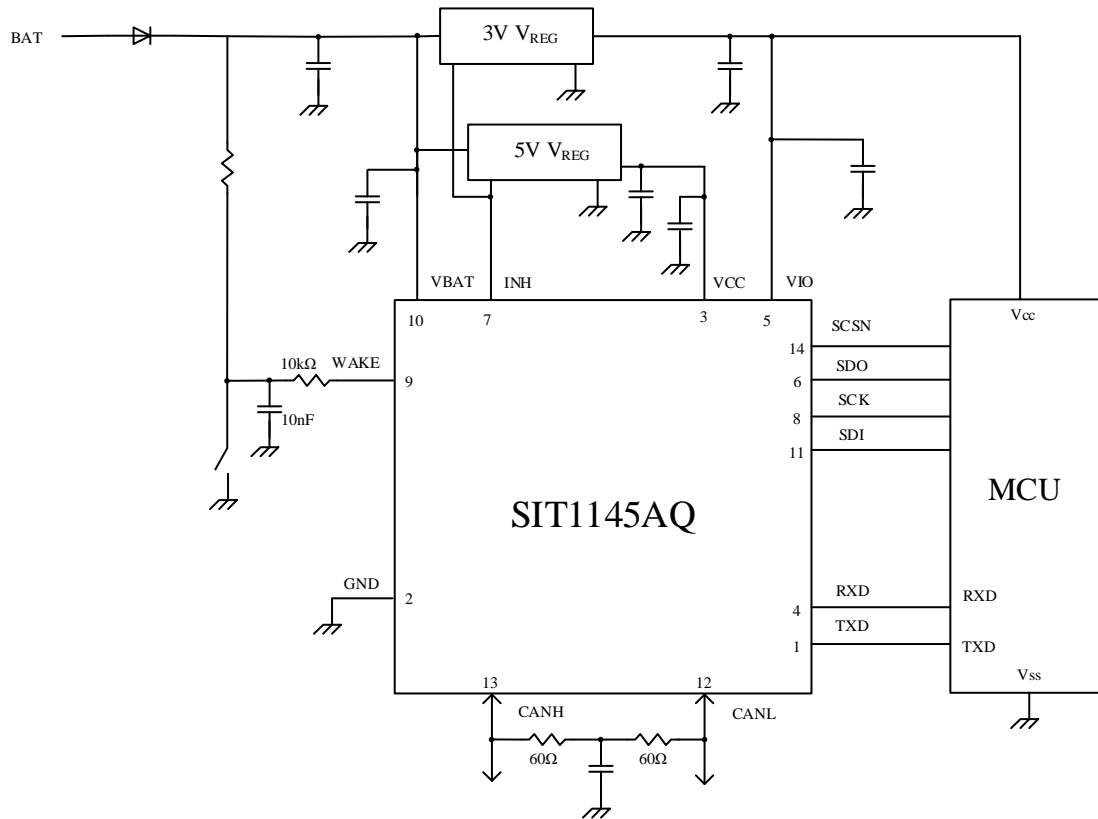 BAT
3V VREG
5V VREG
VBAT
INH
VCC
VIO
10
7
3
5
Vcc
14
SCSN
6
SDO
8
SCK
11
SDI
10kΩ
WAKE
9
10nF
SIT1145AQ
MCU
GND
2
4
RXD
RXD
1
TXD
TXD
Vss
13
12
CANH
CANL
60Ω
60Ω